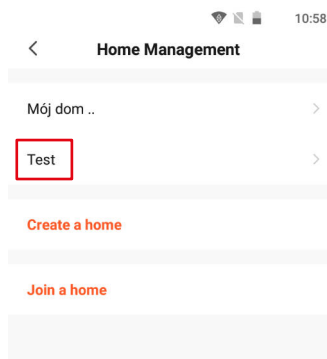 10:58
Home Management
Mój dom ..
Test
Create a home
Join a home